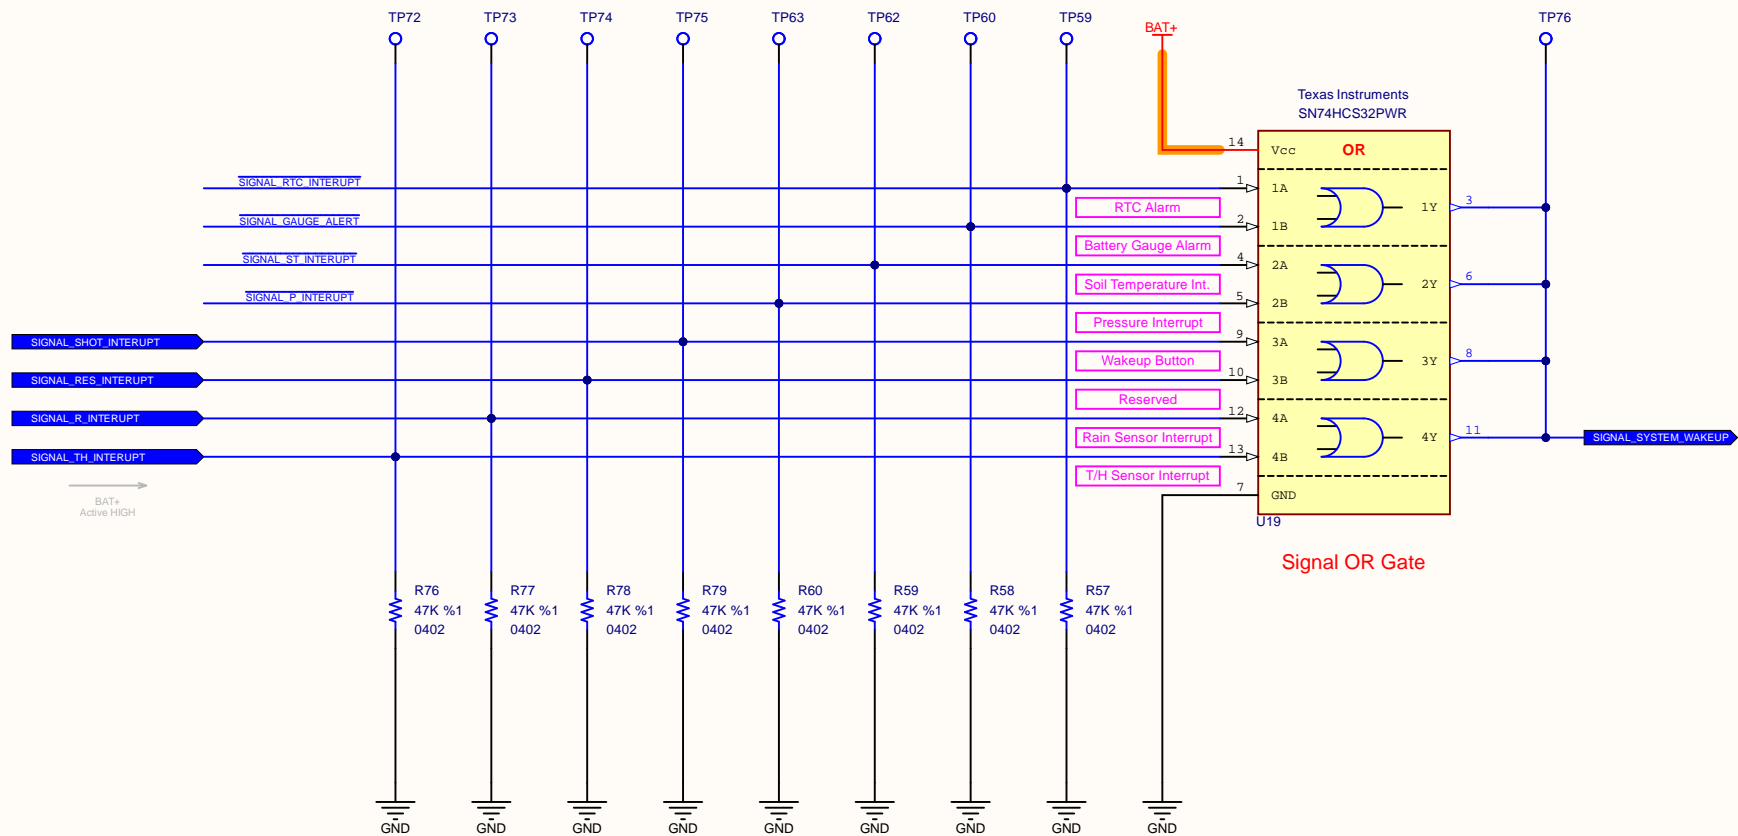 TP72
TP73
TP74
TP75
TP63
TP62
TP60
TP59
BAT+
TP76
Texas Instruments
SN74HCS32PWR
14
Vcc
OR
SIGNAL_RTC_INTERUPT
1
1A
RTC Alarm
1Y
3
SIGNAL_GAUGE_ALERT
2
1B
Battery Gauge Alarm
SIGNAL_ST_INTERUPT
4
2A
Soil Temperature Int.
2Y
6
SIGNAL_P_INTERRUPT
5
2B
Pressure Interrupt
SIGNAL_SHOT_INTERUPT
9
3A
Wakeup Button
3Y
8
SIGNAL_RES_INTERUPT
10
3B
Reserved
SIGNAL_R_INTERUPT
12
4A
Rain Sensor Interrupt
4Y
11
SIGNAL_SYSTEM_WAKEUP
SIGNAL_TH_INTERUPT
13
4B
T/H Sensor Interrupt
7
GND
BAT+
Active HIGH
U19
Signal OR Gate
R76
47K %1
0402
R77
47K %1
0402
R78
47K %1
0402
R79
47K %1
0402
R60
47K %1
0402
R59
47K %1
0402
R58
47K %1
0402
R57
47K %1
0402
GND
GND
GND
GND
GND
GND
GND
GND
GND